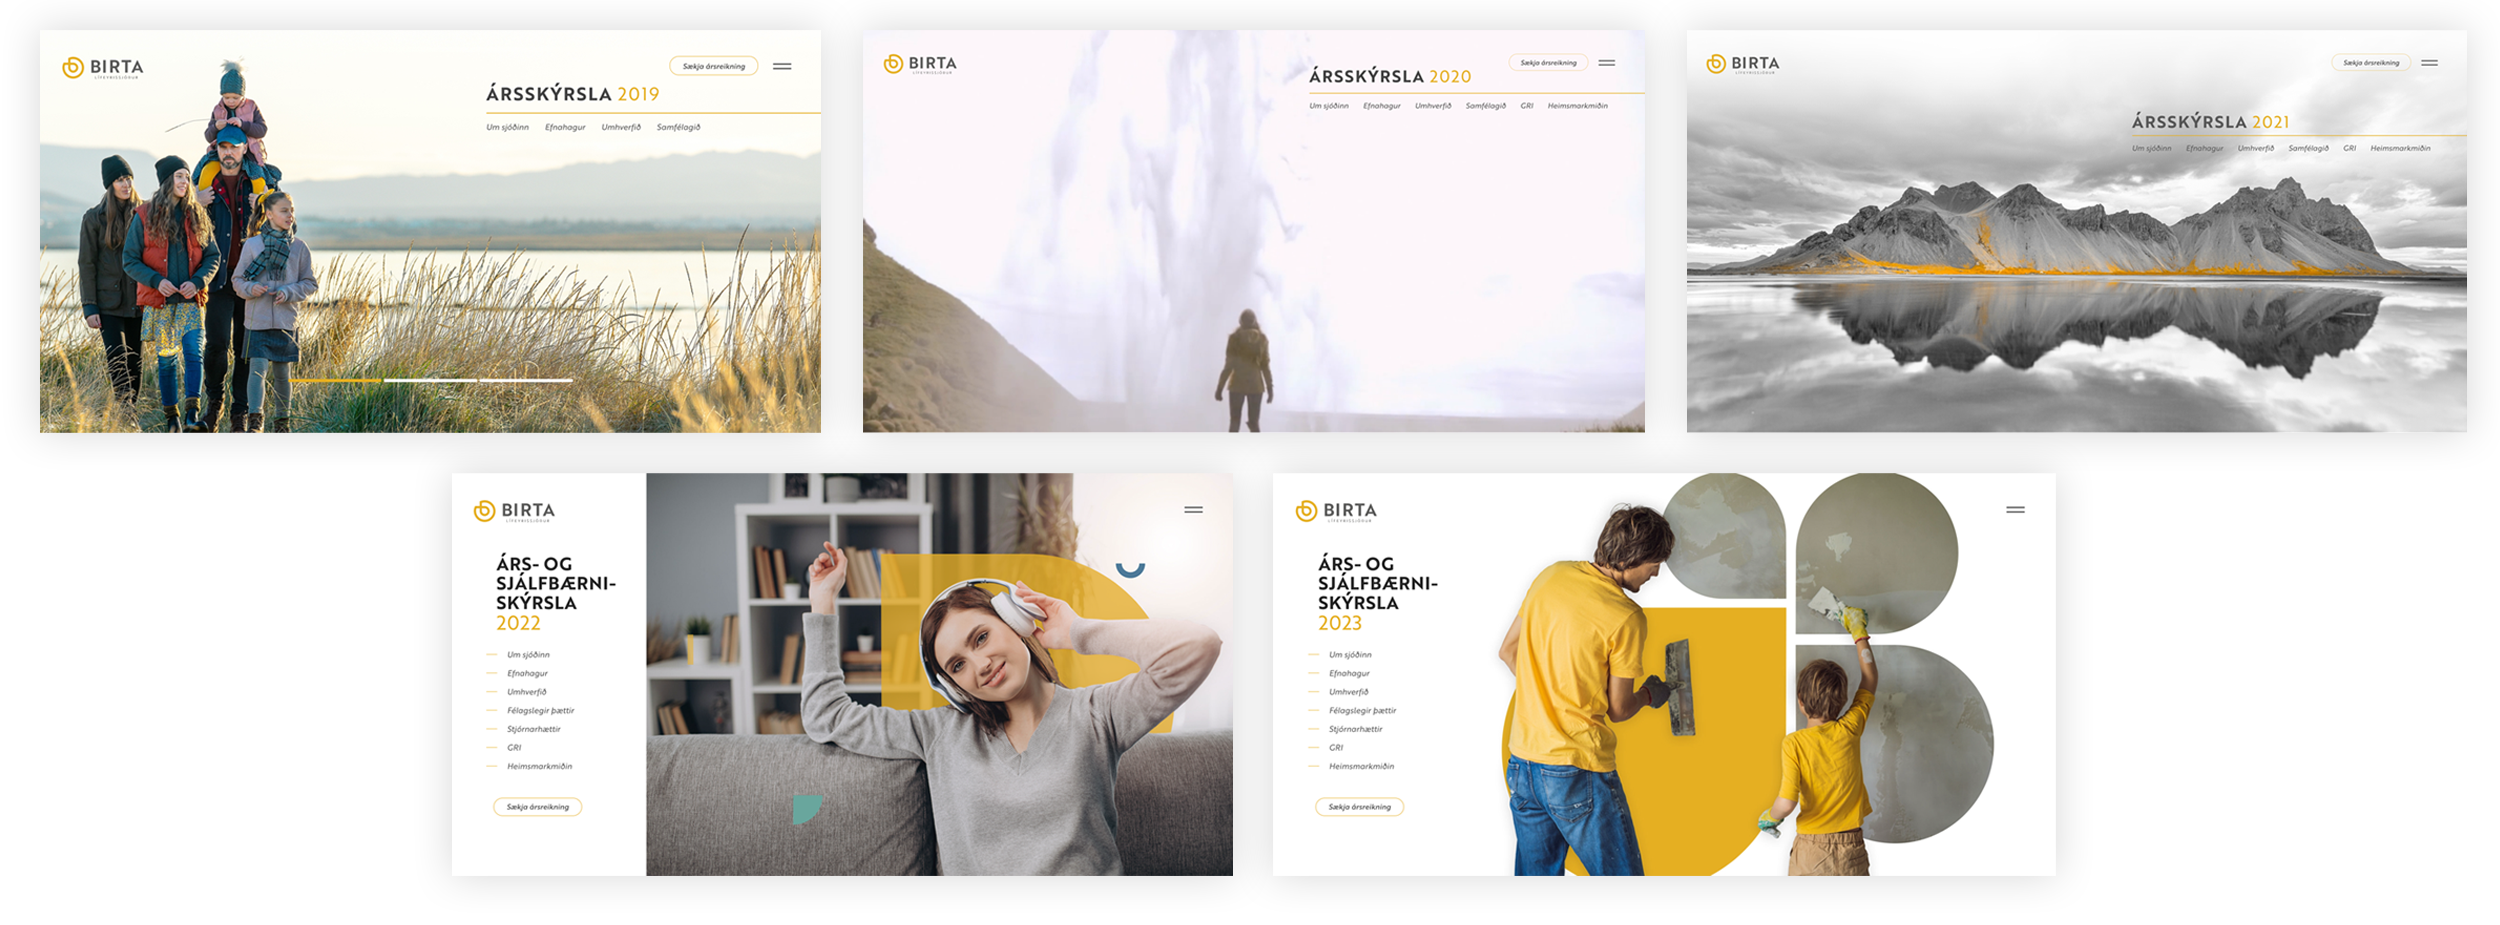 BIRTA
LÍFEYRISSJÓÐUR
Sækja ársreikning
ÁRSSKÝRSLA 2019
Um sjóðinn Efnahagur Umhverfið Samfélagið
BIRTA
LÍFEYRISSJÓÐUR
Sækja ársreikning
ÁRSSKÝRSLA 2020
Um sjóðinn Efnahagur Umhverfið Samfélagið GRI Heimsmarkmiðin
BIRTA
LÍFEYRISSJÓÐUR
Sækja ársreikning
ÁRSSKÝRSLA 2021
Um sjóðinn Efnahagur Umhverfið Samfélagið GRI Heimsmarkmiðin
BIRTA
LÍFEYRISSJÓÐUR
ÁRS- OG
SJÁLFBÆRNI-
SKÝRSLA
2022
Um sjóðinn
Efnahagur
Umhverfið
Félagslegir þættir
Stjórnarhættir
GRI
Heimsmarkmiðin
Sækja ársreikning
BIRTA
LÍFEYRISSJÓÐUR
ÁRS- OG
SJÁLFBÆRNI-
SKÝRSLA
2023
Um sjóðinn
Efnahagur
Umhverfið
Félagslegir þættir
Stjórnarhættir
GRI
Heimsmarkmiðin
Sækja ársreikning